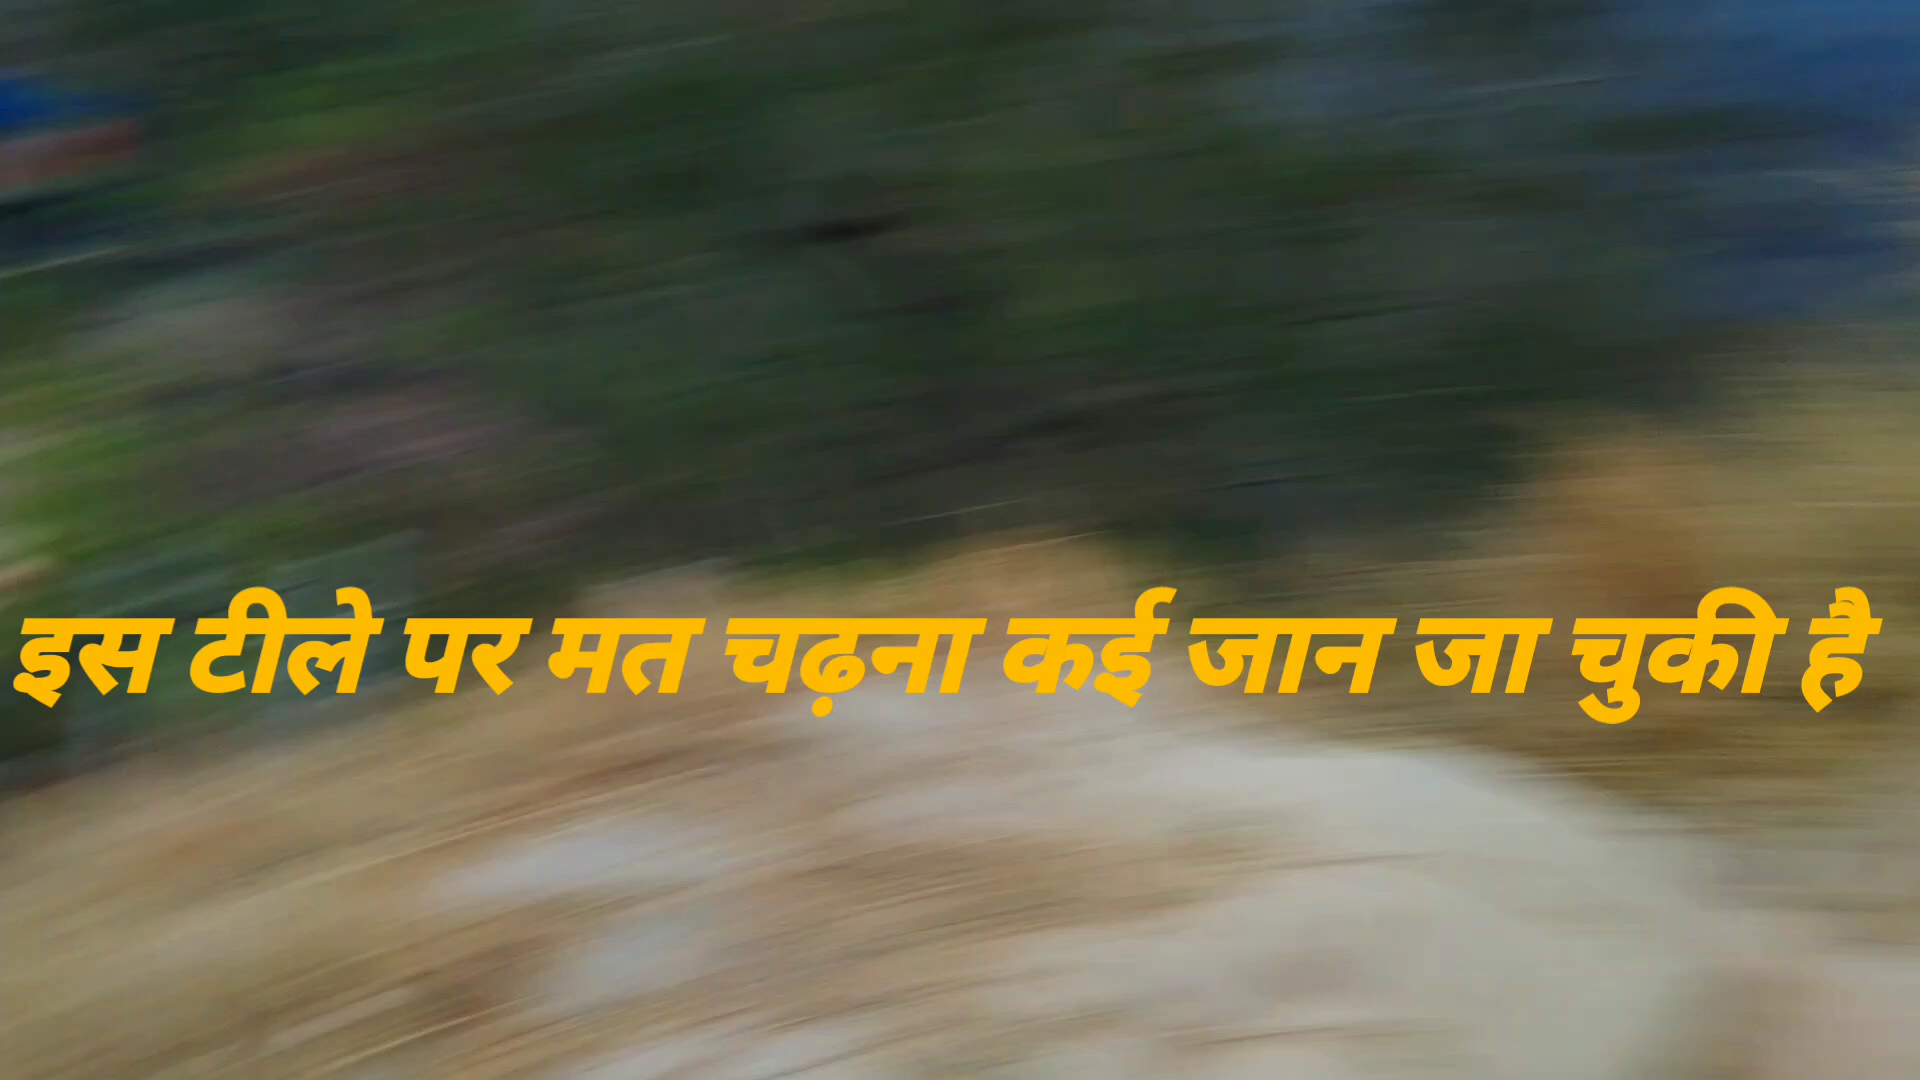 इस टीले पर मत चढ़ना कई जान जा चुकी है